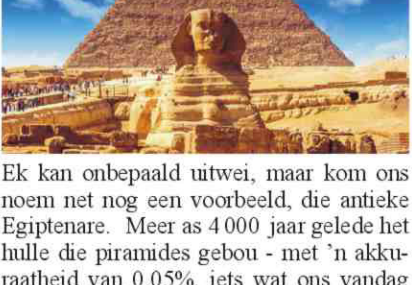 Ek kan onbepaald uitwei, maar kom ons
noem net nog een voorbeeld, die antieke
Egiptenare. Meer as 4 000 jaar gelede het
hulle die piramides gebou - met ’n akku-
raatheid van 0,05%, iets wat ons vandag